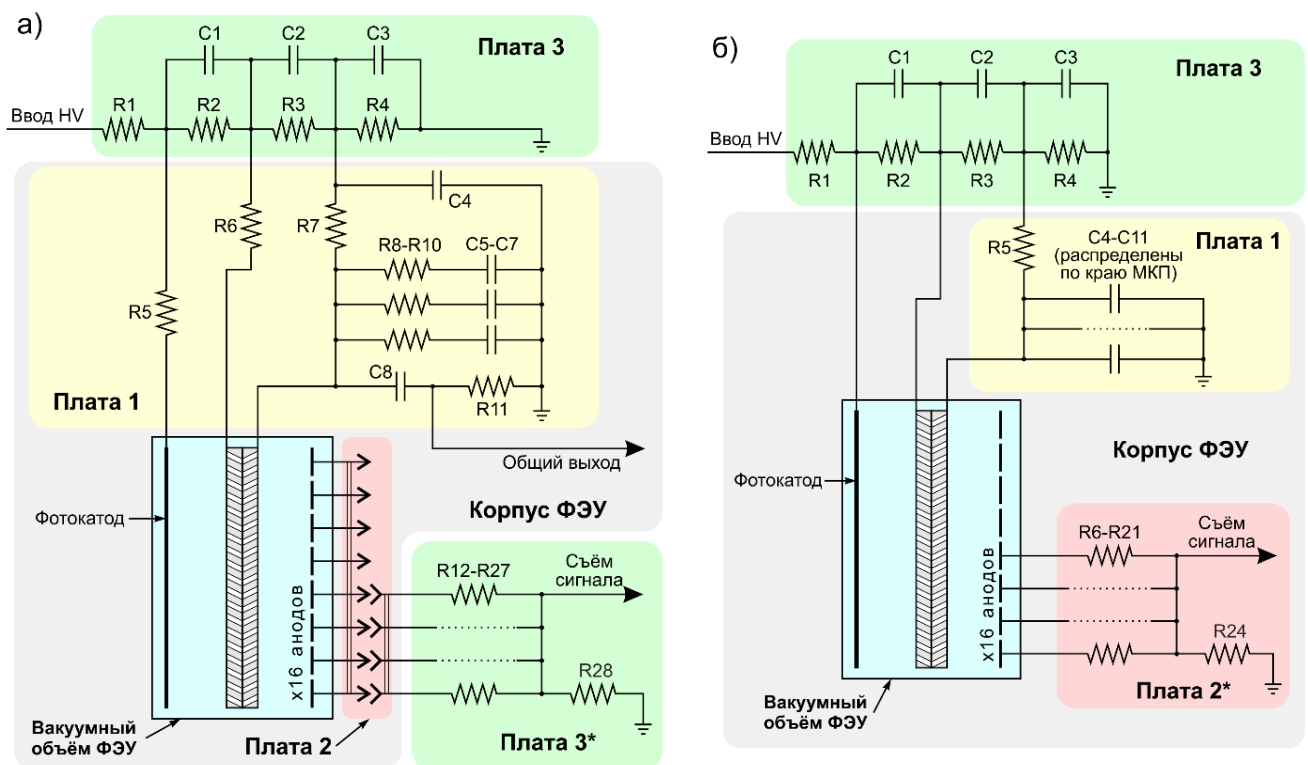 а)
C1
C2
C3
Плата 3
Ввод HV
R1
R2
R3
R4
C4
R6
R7
R8-R10
C5-C7
R5
C8
R11
Плата 1
Общий выход
Корпус ФЭУ
Фотокатод
x16 анодов
R12-R27
Съём
сигнала
R28
Вакуумный
объём ФЭУ
Плата 2
Плата 3*
б)
C1
C2
C3
Плата 3
Ввод HV
R1
R2
R3
R4
R5
C4-C11
(распределены
по краю МКП)
Плата 1
Корпус ФЭУ
Фотокатод
x16 анодов
R6-R21
Съём
сигнала
R24
Плата 2*
Вакуумный
объём ФЭУ